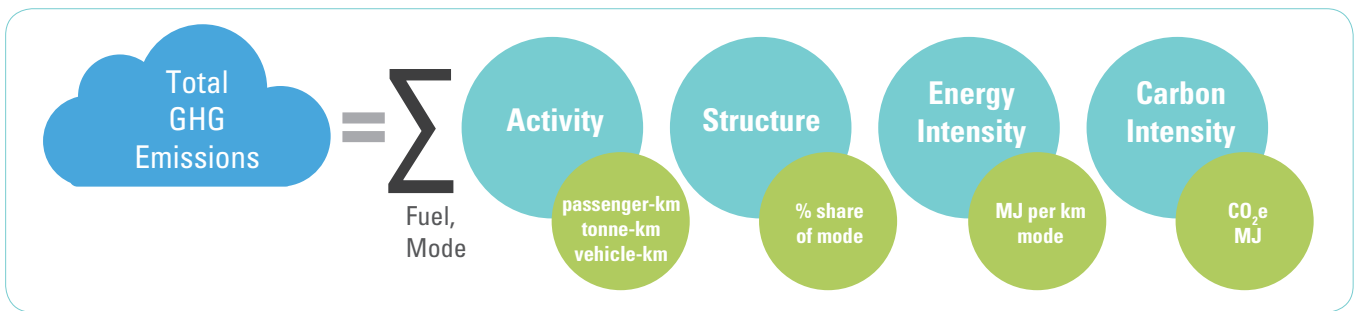 Total
GHG
Emissions
=
∑
Fuel,
Mode
Activity
passenger-km
tonne-km
vehicle-km
Structure
% share
of mode
Energy
Intensity
MJ per km
mode
Carbon
Intensity
CO₂e
MJ